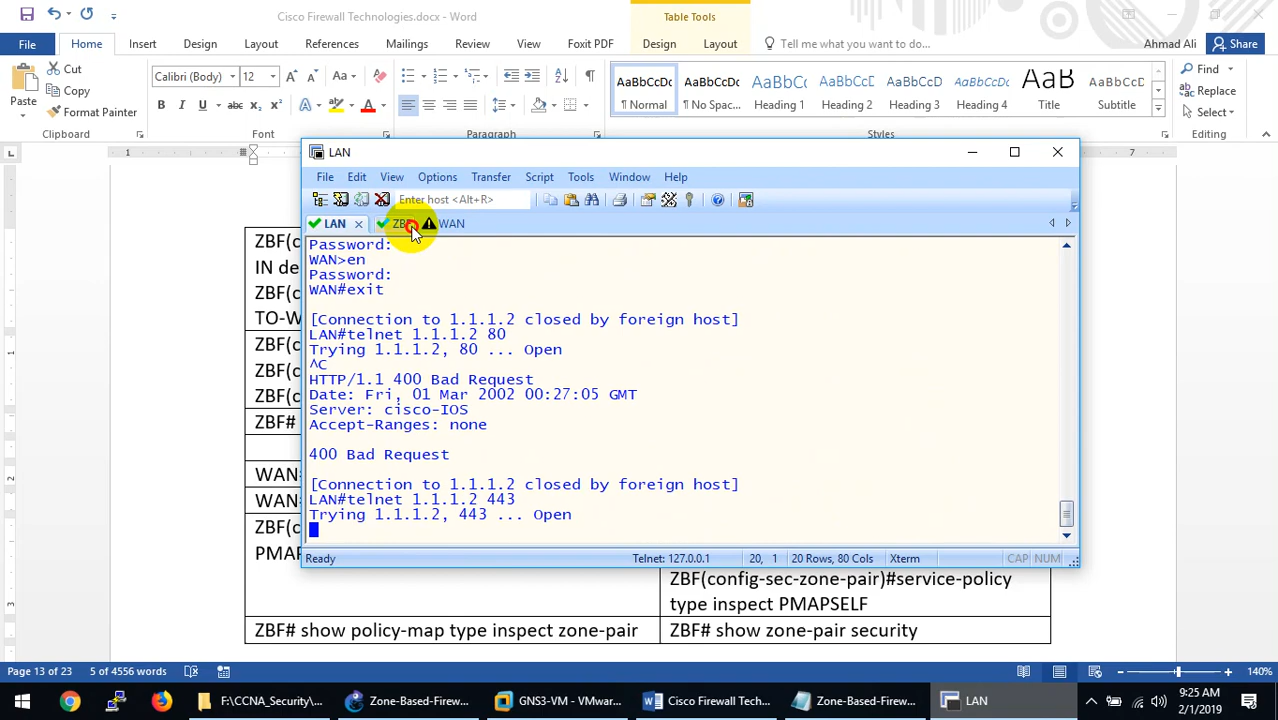 Cisco Firewall Technologies.docx - Word
Table Tools
File Home Insert Design Layout References Mailings Review View Foxit PDF Design Layout Tell me what you want to do... Ahmad Ali Share
Paste
Cut
Copy
Format Painter
Clipboard
Calibri (Body) 12
Font
Paragraph
AaBbCcDc AaBbCcDc AaBbCc AaBbCcC AaBbCcD AaBbCcDc AaB AaBbCcC
¶ Normal ¶ No Spac... Heading 1 Heading 2 Heading 3 Heading 4 Title Subtitle
Styles
Find
Replace
Select
Editing
LAN
File Edit View Options Transfer Script Tools Window Help
Enter host <Alt+R>
LAN WAN
Password:
WAN>en
Password:
WAN#exit
[Connection to 1.1.1.2 closed by foreign host]
LAN#telnet 1.1.1.2 80
Trying 1.1.1.2, 80 ... Open
^C
HTTP/1.1 400 Bad Request
Date: Fri, 01 Mar 2002 00:27:05 GMT
Server: cisco-IOS
Accept-Ranges: none
400 Bad Request
[Connection to 1.1.1.2 closed by foreign host]
LAN#telnet 1.1.1.2 443
Trying 1.1.1.2, 443 ... Open
Ready Telnet: 127.0.0.1 20, 1 20 Rows, 80 Cols Xterm CAP NUM
ZBF(
IN de
ZBF(
TO-W
ZBF(
ZBF(
ZBF(
ZBF#
WAN
WAN
ZBF(
PMAP
ZBF(config-sec-zone-pair)#service-policy
type inspect PMAPSELF
ZBF# show policy-map type inspect zone-pair
ZBF# show zone-pair security
Page 13 of 23 5 of 4556 words 140%
F:\CCNA_Security\... Zone-Based-Firew... GNS3-VM - VMwar... Cisco Firewall Tech... Zone-Based-Firew... LAN
9:25 AM
2/1/2019